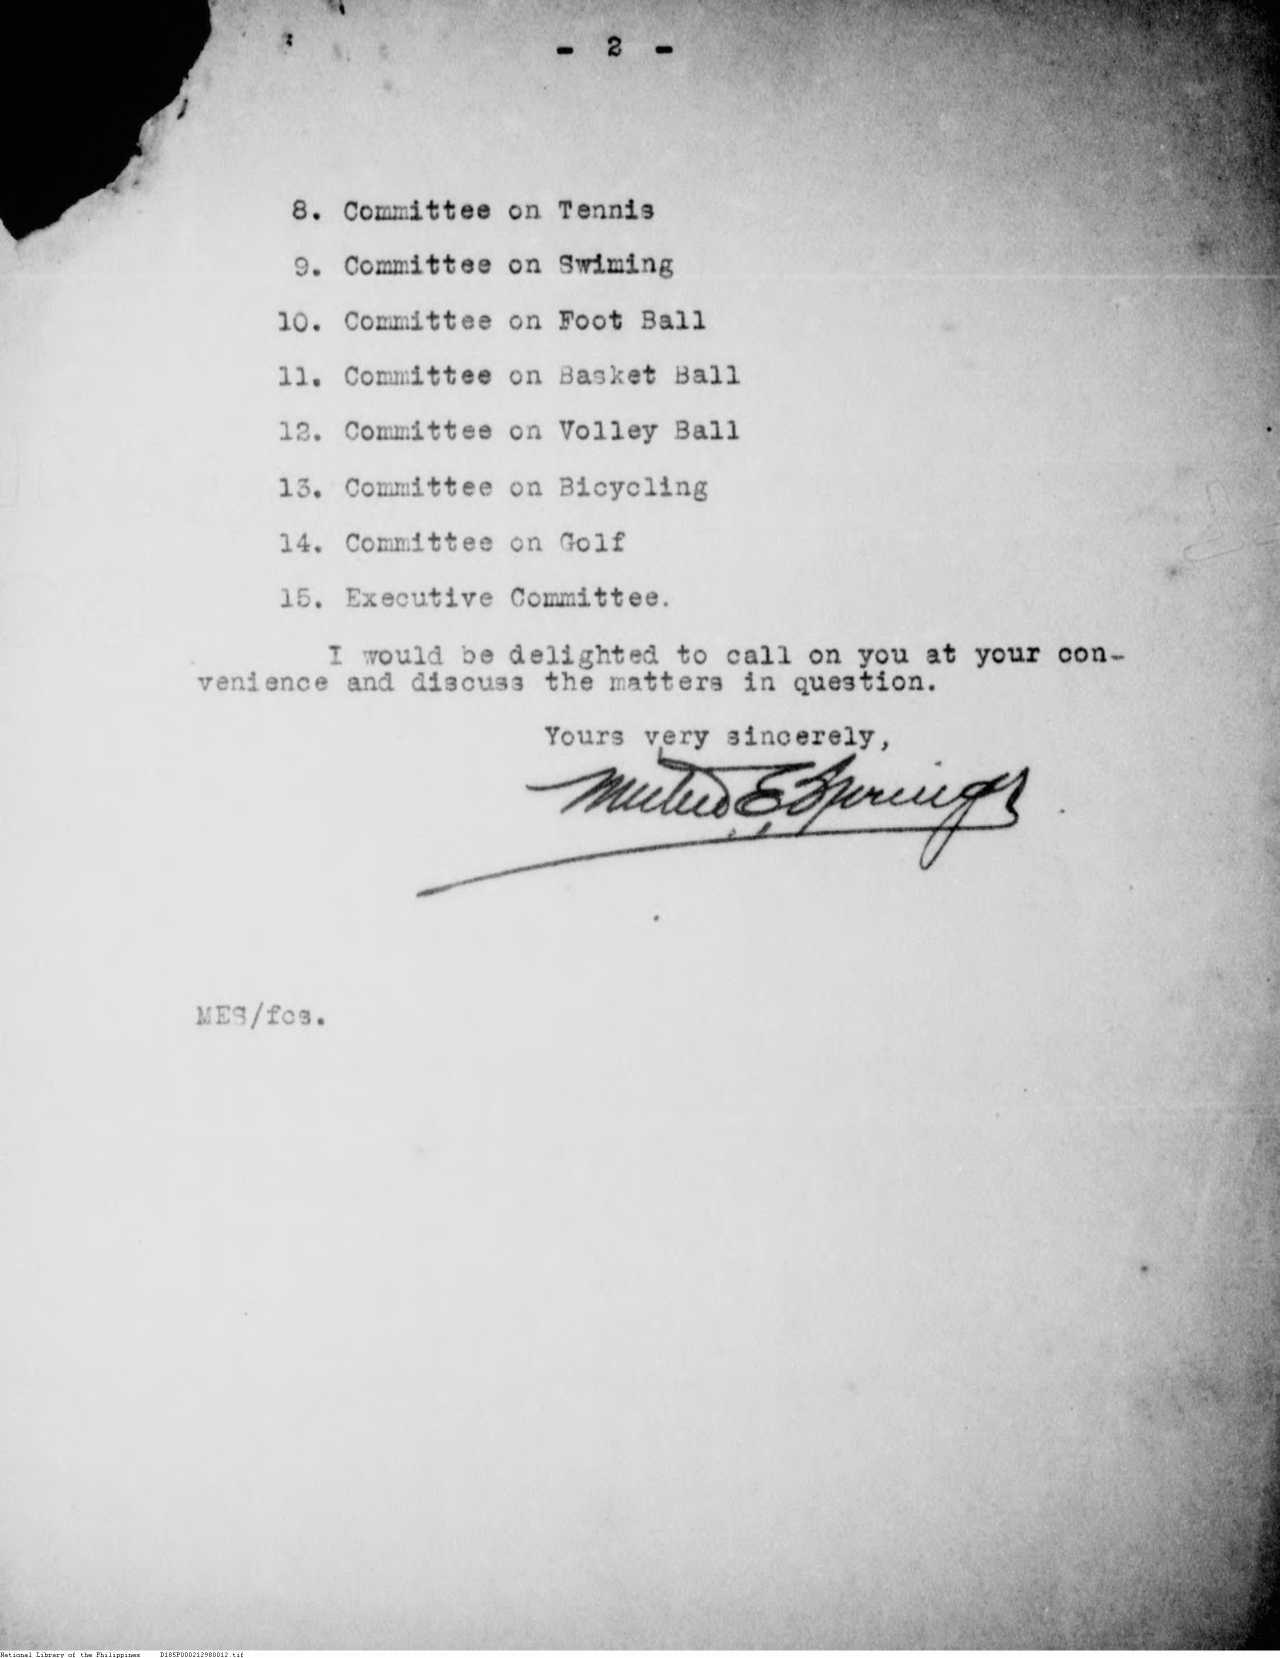 - 2 -
8. Committee on Tennis
9. Committee on Swiming
10. Committee on Foot Ball
11. Committee on Basket Ball
12. Committee on Volley Ball
13. Committee on Bicycling
14. Committee on Golf
15. Executive Committee.
I would be delighted to call on you at your con-
venience and discuss the matters in question.
Yours very sincerely,
E Springer
MES/fcs.
National Library of the Philippines D185P000212980012.tif